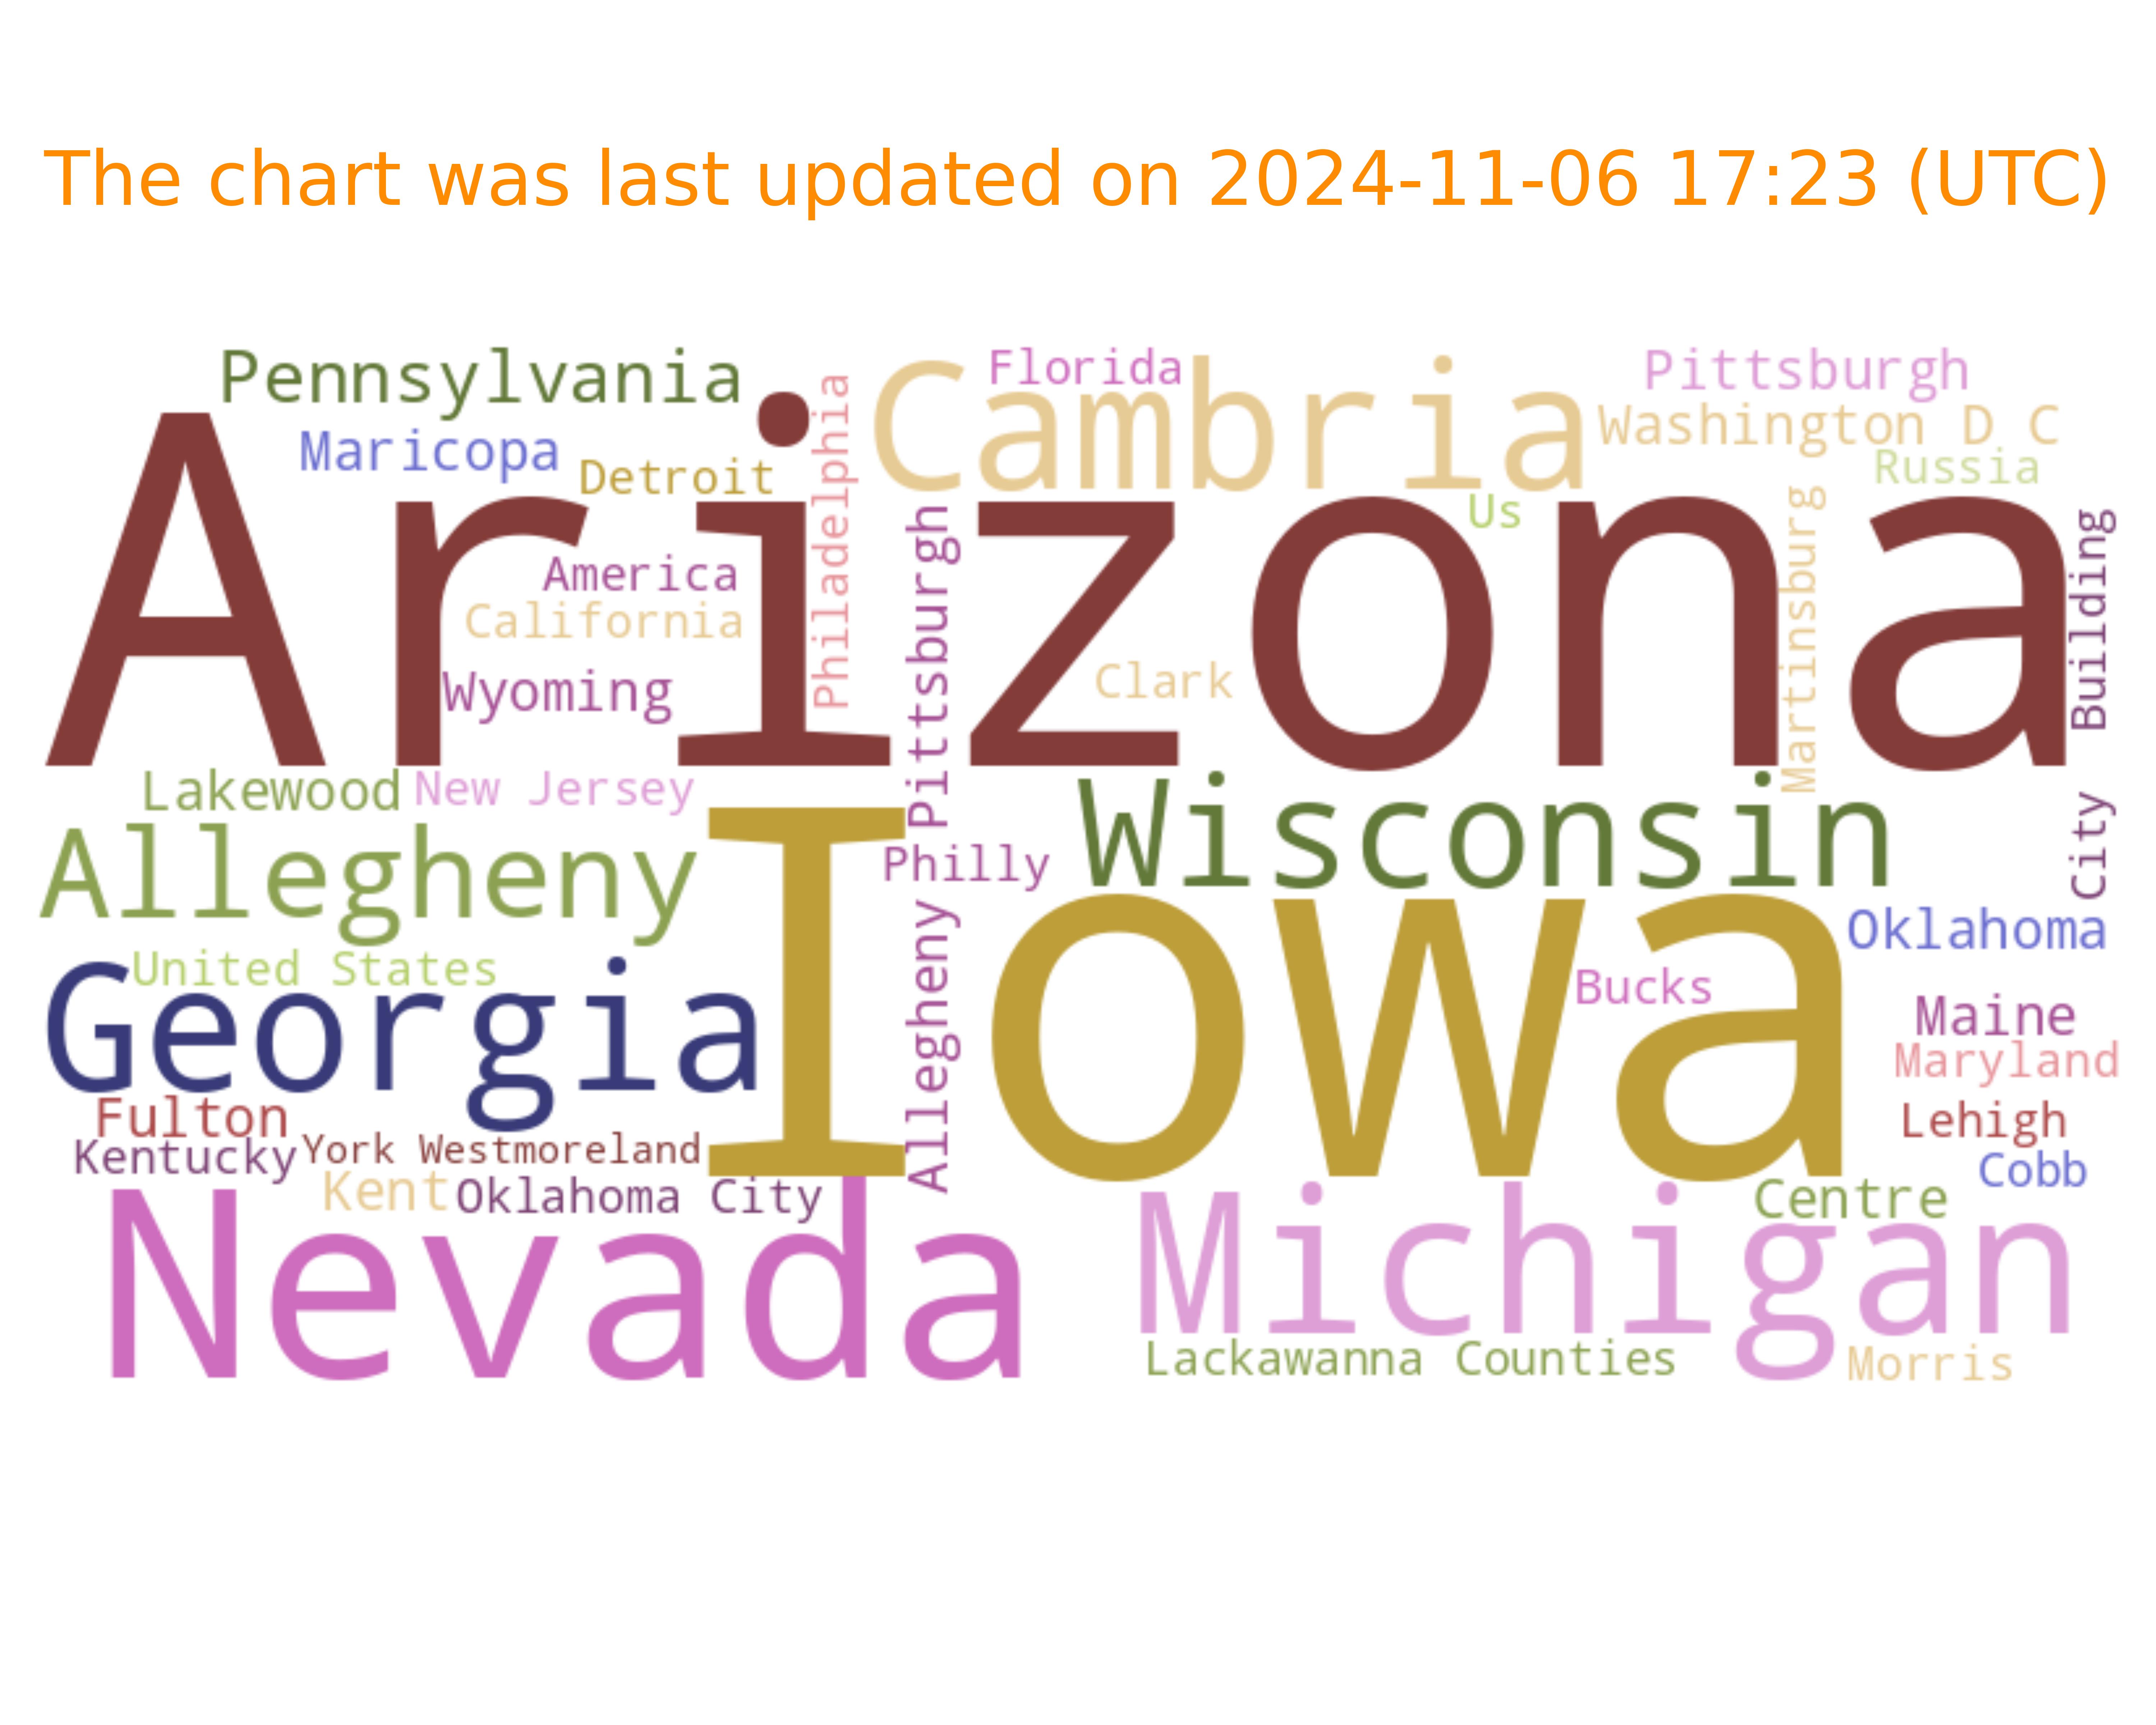 The chart was last updated on 2024-11-06 17:23 (UTC)
Pennsylvania
Florida
Pittsburgh
Cambria
Washington D C
Maricopa
Detroit
Philadelphia
Russia
Arizona
Us
America
California
Pittsburgh
Martinsburg
Building
Wyoming
Clark
Lakewood
New Jersey
Wisconsin
City
Allegheny
Philly
Iowa
Oklahoma
United States
Allegheny
Bucks
Georgia
Maine
Maryland
Fulton
Lehigh
Kentucky
York Westmoreland
Cobb
Kent
Oklahoma City
Centre
Nevada
Michigan
Lackawanna Counties
Morris